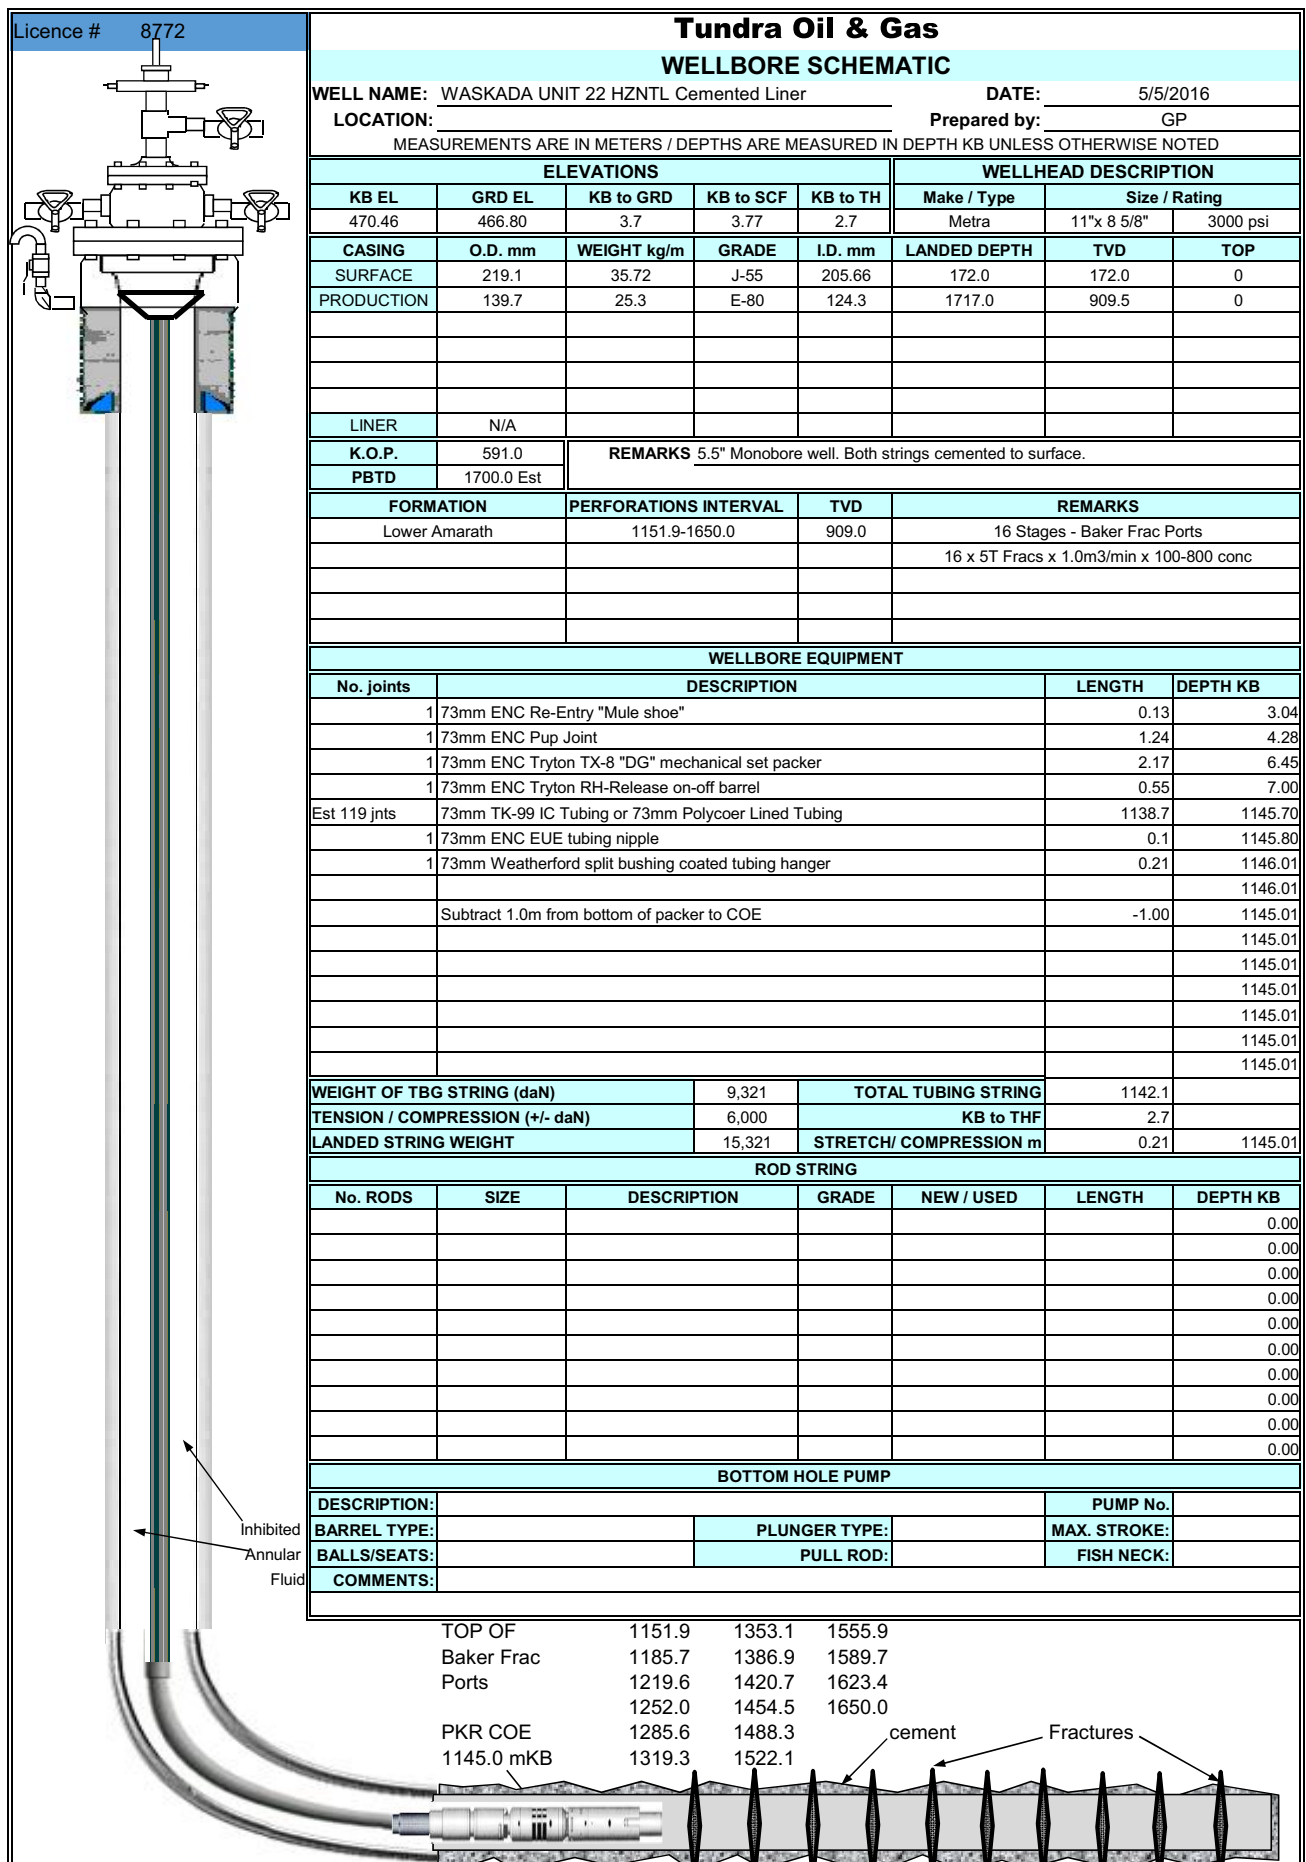 Licence # 8772
Tundra Oil & Gas
WELLBORE SCHEMATIC
WELL NAME: WASKADA UNIT 22 HZNTL Cemented Liner DATE: 5/5/2016
LOCATION: Prepared by: GP
MEASUREMENTS ARE IN METERS / DEPTHS ARE MEASURED IN DEPTH KB UNLESS OTHERWISE NOTED
ELEVATIONS WELLHEAD DESCRIPTION
KB EL GRD EL KB to GRD KB to SCF KB to TH Make / Type Size / Rating
470.46 466.80 3.7 3.77 2.7 Metra 11"x 8 5/8" 3000 psi
CASING O.D. mm WEIGHT kg/m GRADE I.D. mm LANDED DEPTH TVD TOP
SURFACE 219.1 35.72 J-55 205.66 172.0 172.0 0
PRODUCTION 139.7 25.3 E-80 124.3 1717.0 909.5 0
LINER N/A
K.O.P. 591.0 REMARKS 5.5" Monobore well. Both strings cemented to surface.
PBTD 1700.0 Est
FORMATION PERFORATIONS INTERVAL TVD REMARKS
Lower Amarath 1151.9-1650.0 909.0 16 Stages - Baker Frac Ports
16 x 5T Fracs x 1.0m3/min x 100-800 conc
WELLBORE EQUIPMENT
No. joints DESCRIPTION LENGTH DEPTH KB
1 73mm ENC Re-Entry "Mule shoe" 0.13 3.04
1 73mm ENC Pup Joint 1.24 4.28
1 73mm ENC Tryton TX-8 "DG" mechanical set packer 2.17 6.45
1 73mm ENC Tryton RH-Release on-off barrel 0.55 7.00
Est 119 jnts 73mm TK-99 IC Tubing or 73mm Polycoer Lined Tubing 1138.7 1145.70
1 73mm ENC EUE tubing nipple 0.1 1145.80
1 73mm Weatherford split bushing coated tubing hanger 0.21 1146.01
1146.01
Subtract 1.0m from bottom of packer to COE -1.00 1145.01
1145.01
1145.01
1145.01
1145.01
1145.01
1145.01
WEIGHT OF TBG STRING (daN) 9,321 TOTAL TUBING STRING 1142.1
TENSION / COMPRESSION (+/- daN) 6,000 KB to THF 2.7
LANDED STRING WEIGHT 15,321 STRETCH/ COMPRESSION m 0.21 1145.01
ROD STRING
No. RODS SIZE DESCRIPTION GRADE NEW / USED LENGTH DEPTH KB
0.00
0.00
0.00
0.00
0.00
0.00
0.00
0.00
0.00
0.00
BOTTOM HOLE PUMP
DESCRIPTION: PUMP No.
BARREL TYPE: PLUNGER TYPE: MAX. STROKE:
BALLS/SEATS: PULL ROD: FISH NECK:
COMMENTS:
Inhibited
Annular
Fluid
TOP OF 1151.9 1353.1 1555.9
Baker Frac 1185.7 1386.9 1589.7
Ports 1219.6 1420.7 1623.4
1252.0 1454.5 1650.0
PKR COE 1285.6 1488.3 cement Fractures
1145.0 mKB 1319.3 1522.1